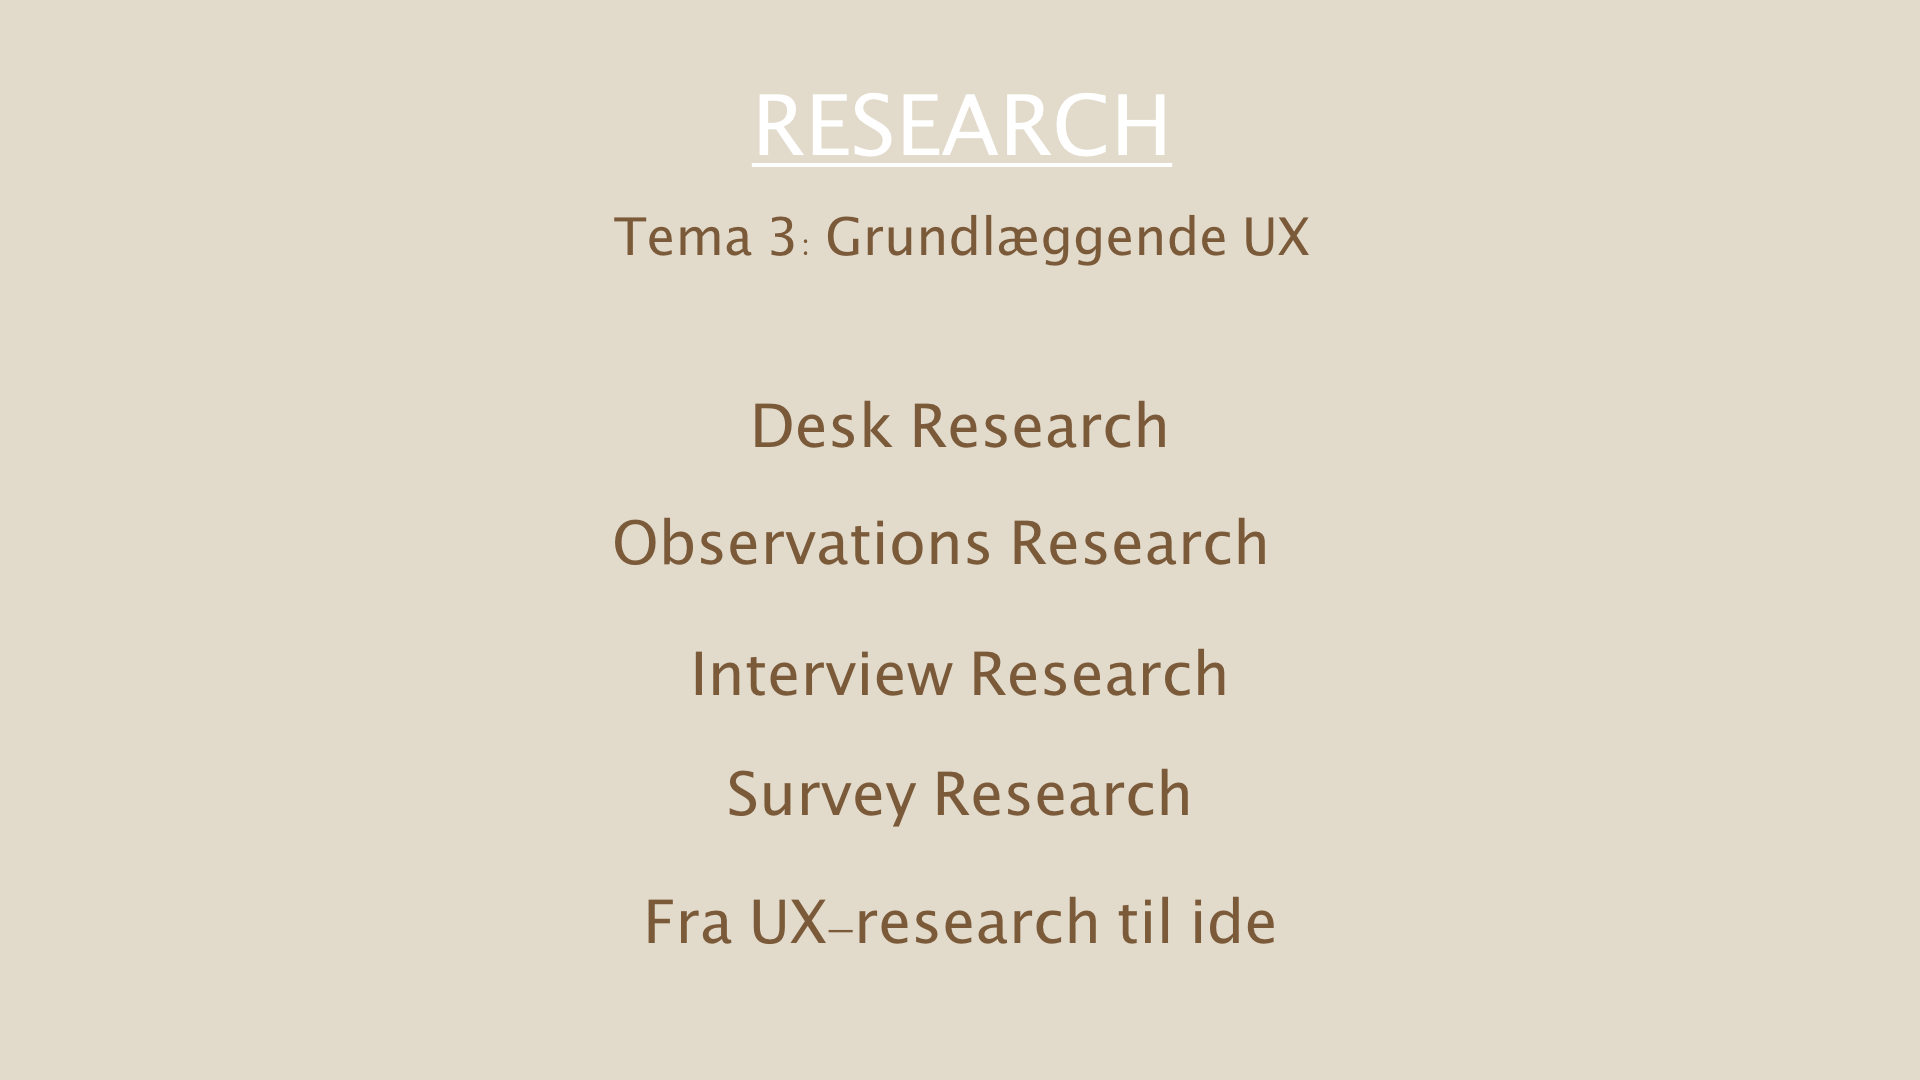 RESEARCH
Tema 3: Grundlæggende UX
Desk Research
Observations Research
Interview Research
Survey Research
Fra UX-research til ide